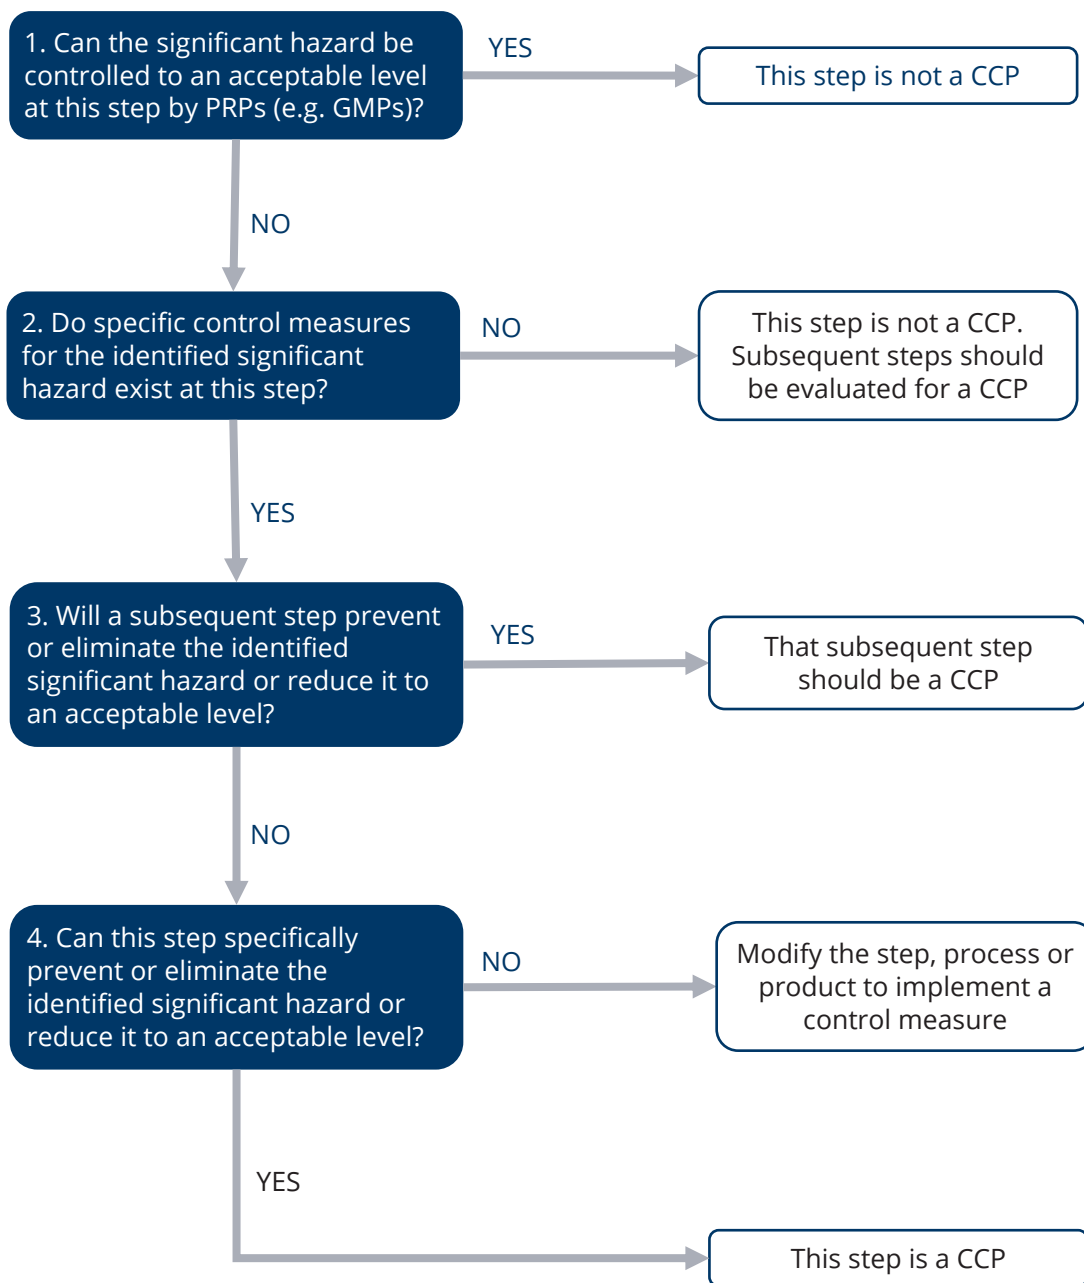 1. Can the significant hazard be
controlled to an acceptable level
at this step by PRPs (e.g. GMPs)?
YES
This step is not a CCP
NO
2. Do specific control measures
for the identified significant
hazard exist at this step?
NO
This step is not a CCP.
Subsequent steps should
be evaluated for a CCP
YES
3. Will a subsequent step prevent
or eliminate the identified
significant hazard or reduce it to
an acceptable level?
YES
That subsequent step
should be a CCP
NO
4. Can this step specifically
prevent or eliminate the
identified significant hazard or
reduce it to an acceptable level?
NO
Modify the step, process or
product to implement a
control measure
YES
This step is a CCP